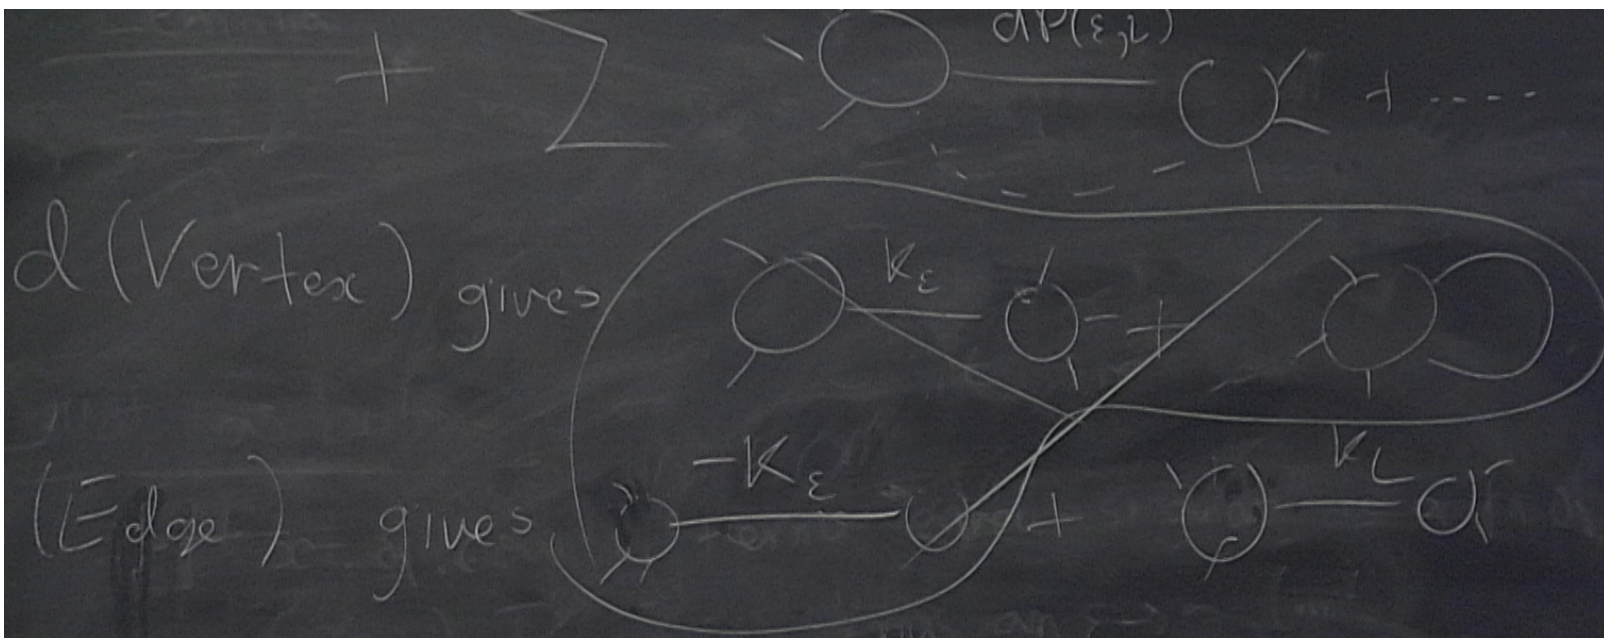 + ∑ dP(ε,L) + ....
d(Vertex) gives K_ε +
(Edge) gives -K_ε + K_L